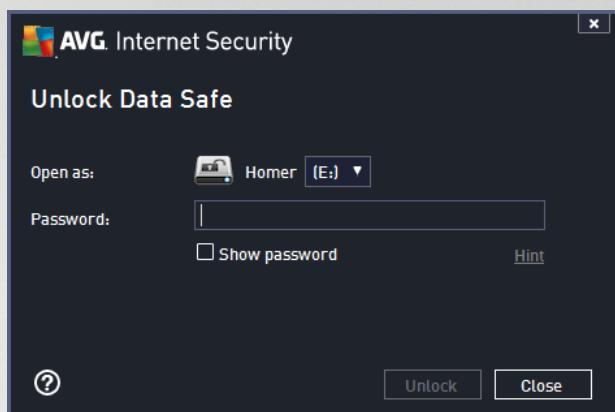 AVG. Internet Security
x
Unlock Data Safe
Open as: Homer (E:) ▼
Password:
Show password Hint
? Unlock Close